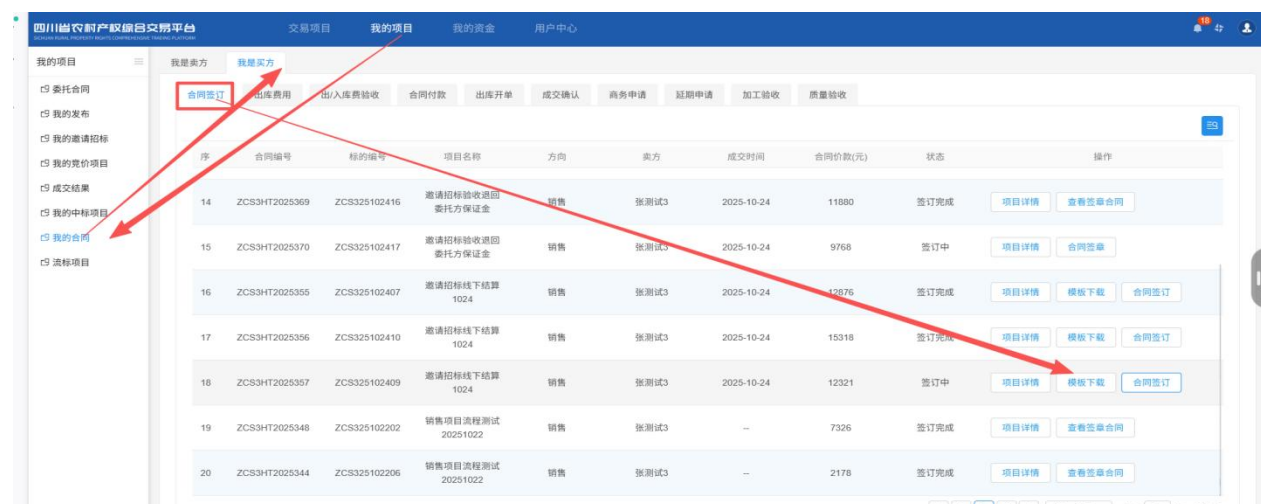 四川省农村产权综合交易平台
SICHUAN RURAL PROPERTY RIGHTS COMPREHENSIVE TRADING PLATFORM
交易项目 我的项目 我的资金 用户中心
18
我的项目
委托合同
我的发布
我的邀请招标
我的竞价项目
成交结果
我的中标项目
我的合同
流标项目
我是卖方 我是买方
合同签订 出库费用 出/入库费验收 合同付款 出库开单 成交确认 商务申请 延期申请 加工验收 质量验收
序 合同编号 标的编号 项目名称 方向 卖方 成交时间 合同价款(元) 状态 操作
14 ZCS3HT2025369 ZCS325102416 邀请招标验收退回 销售 张测试3 2025-10-24 11880 签订完成 项目详情 查看签章合同
委托方保证金
15 ZCS3HT2025370 ZCS325102417 邀请招标验收退回 销售 张测试3 2025-10-24 9768 签订中 项目详情 合同签章
委托方保证金
16 ZCS3HT2025355 ZCS325102407 邀请招标线下结算 销售 张测试3 2025-10-24 12876 签订完成 项目详情 模板下载 合同签订
1024
17 ZCS3HT2025356 ZCS325102410 邀请招标线下结算 销售 张测试3 2025-10-24 15318 签订完成 项目详情 模板下载 合同签订
1024
18 ZCS3HT2025357 ZCS325102409 邀请招标线下结算 销售 张测试3 2025-10-24 12321 签订中 项目详情 模板下载 合同签订
1024
19 ZCS3HT2025348 ZCS325102202 销售项目流程测试 销售 张测试3 -- 7326 签订完成 项目详情 查看签章合同
20251022
20 ZCS3HT2025344 ZCS325102206 销售项目流程测试 销售 张测试3 -- 2178 签订完成 项目详情 查看签章合同
20251022